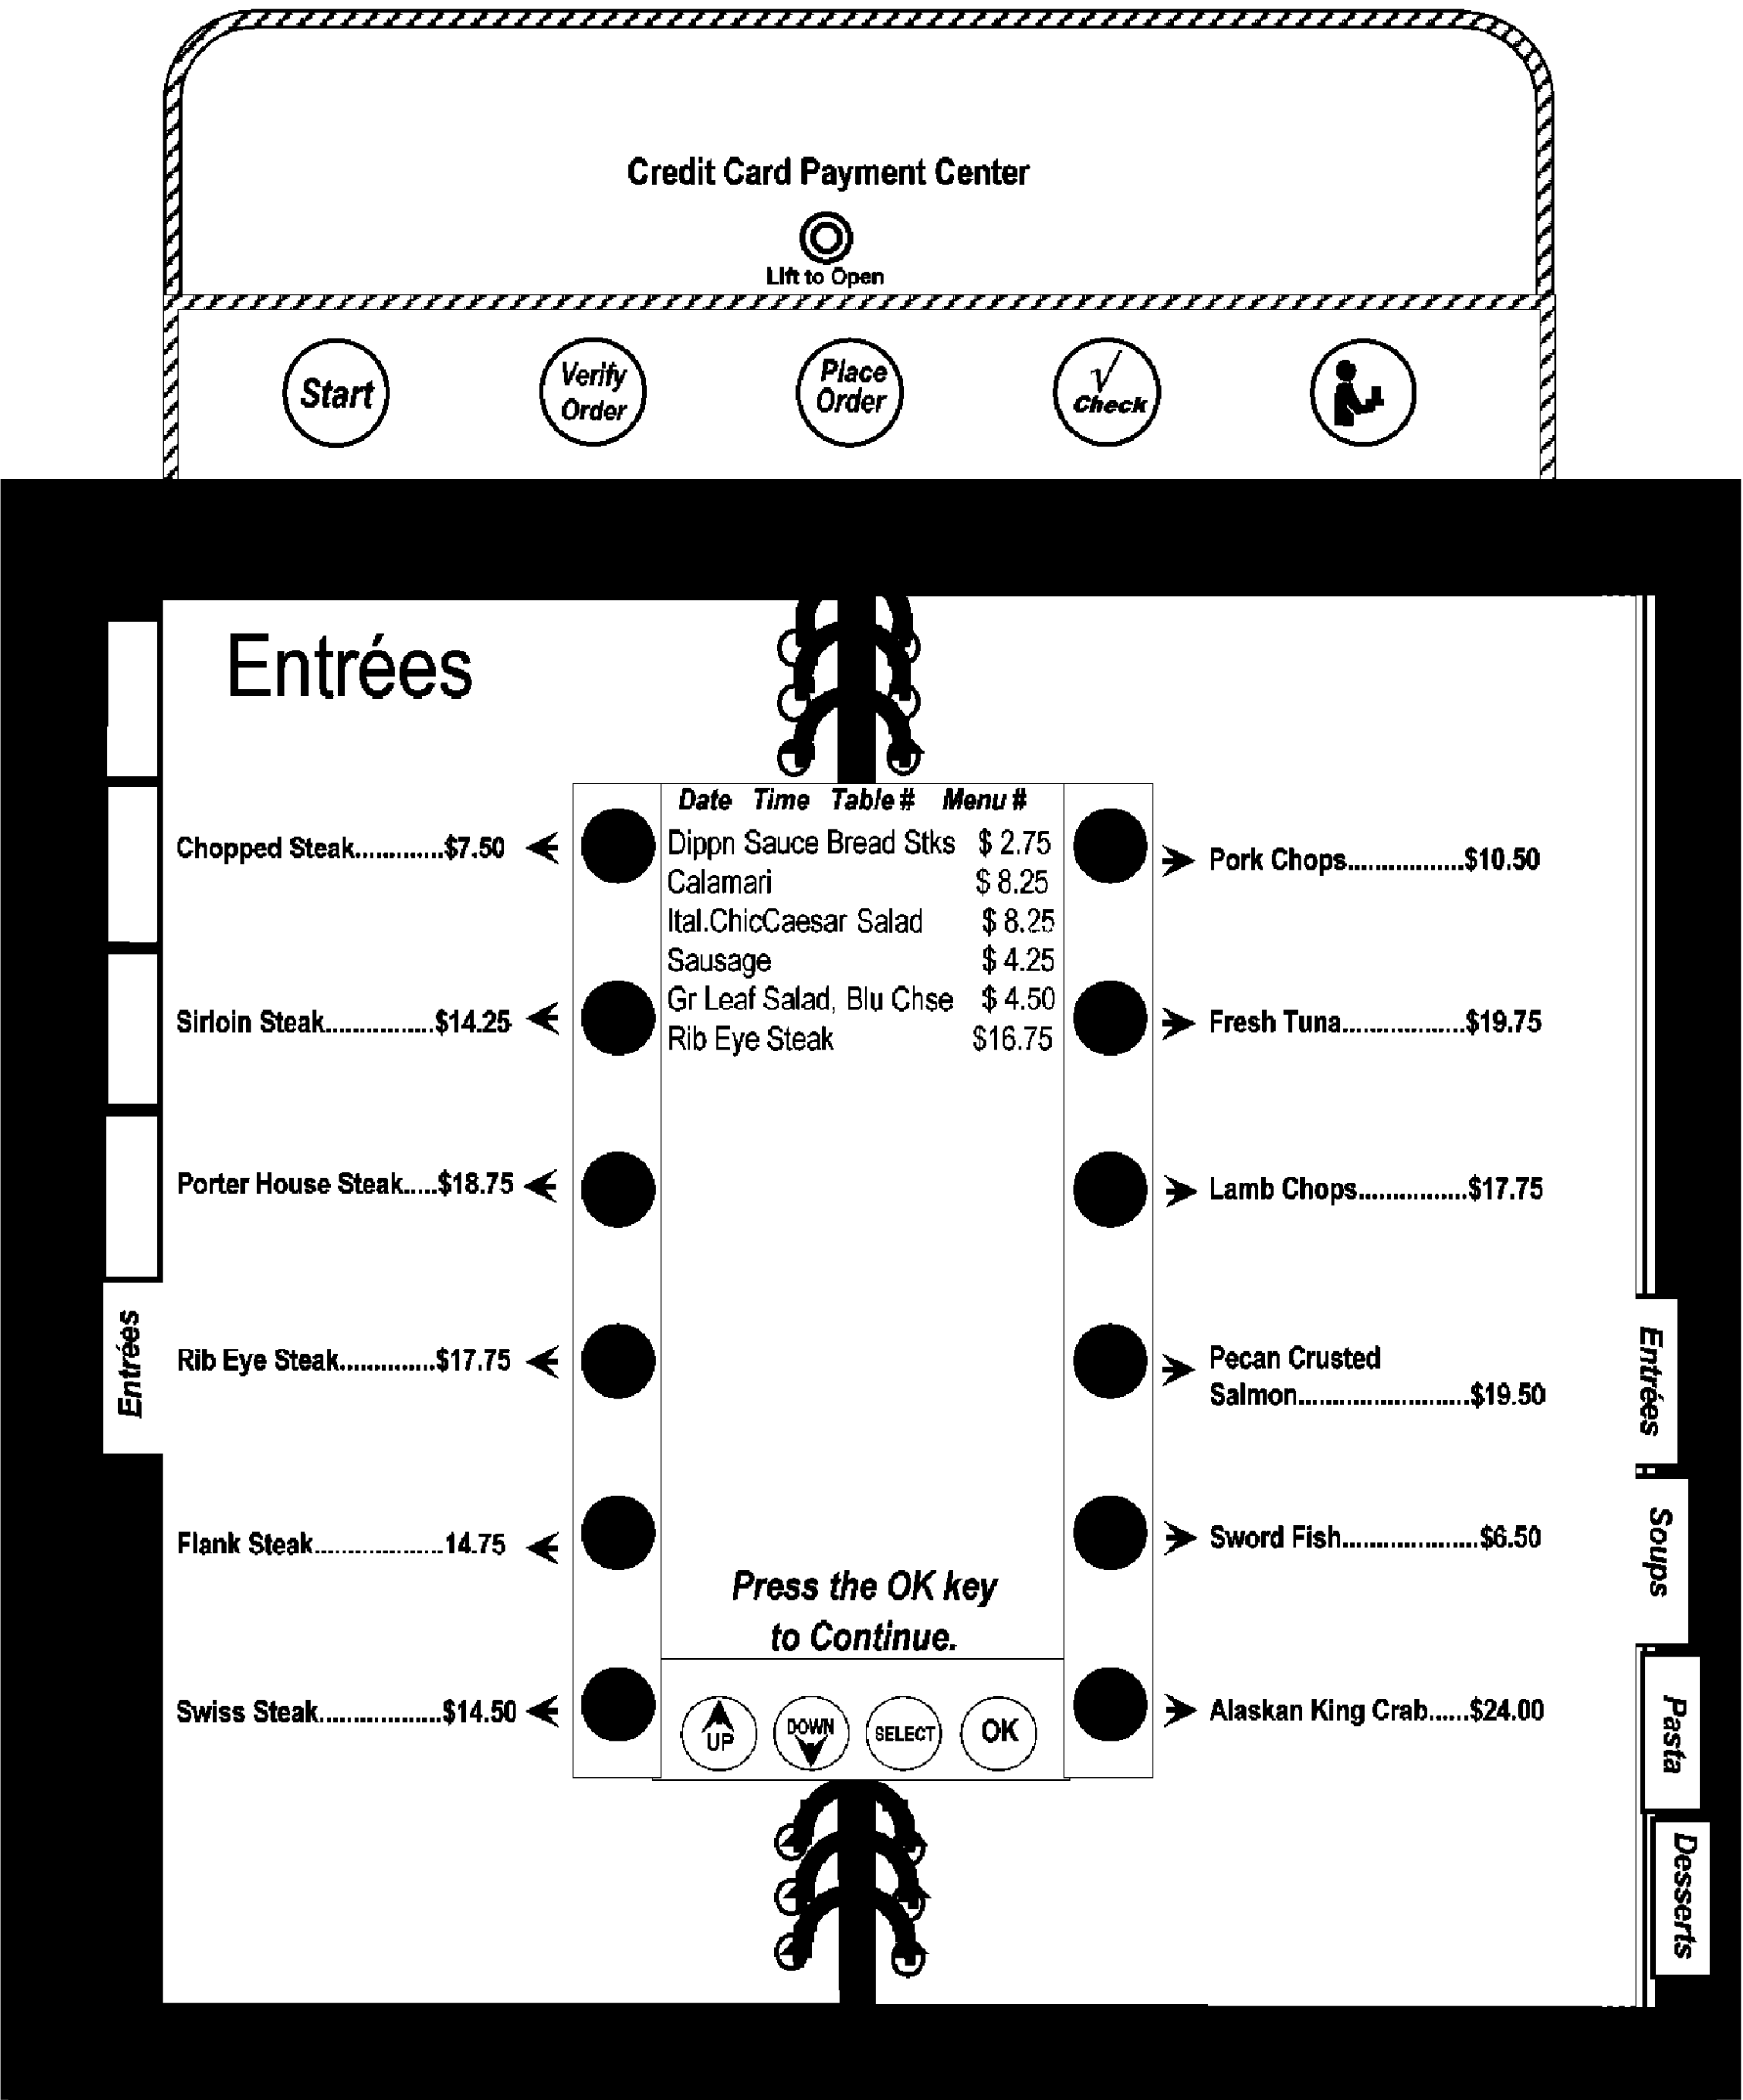 Credit Card Payment Center
Lift to Open
Start
Verify
Order
Place
Order
√
Check
Entrées
Chopped Steak.............$7.50
Sirloin Steak................$14.25
Porter House Steak.....$18.75
Rib Eye Steak..............$17.75
Flank Steak...................14.75
Swiss Steak..................$14.50
Entrées
Date Time Table # Menu #
Dippn Sauce Bread Stks $ 2.75
Calamari $ 8.25
Ital.ChicCaesar Salad $ 8.25
Sausage $ 4.25
Gr Leaf Salad, Blu Chse $ 4.50
Rib Eye Steak $16.75
Press the OK key
to Continue.
UP
DOWN
SELECT
OK
Pork Chops.................$10.50
Fresh Tuna..................$19.75
Lamb Chops................$17.75
Pecan Crusted
Salmon.........................$19.50
Sword Fish....................$6.50
Alaskan King Crab......$24.00
Entrées
Soups
Pasta
Desserts